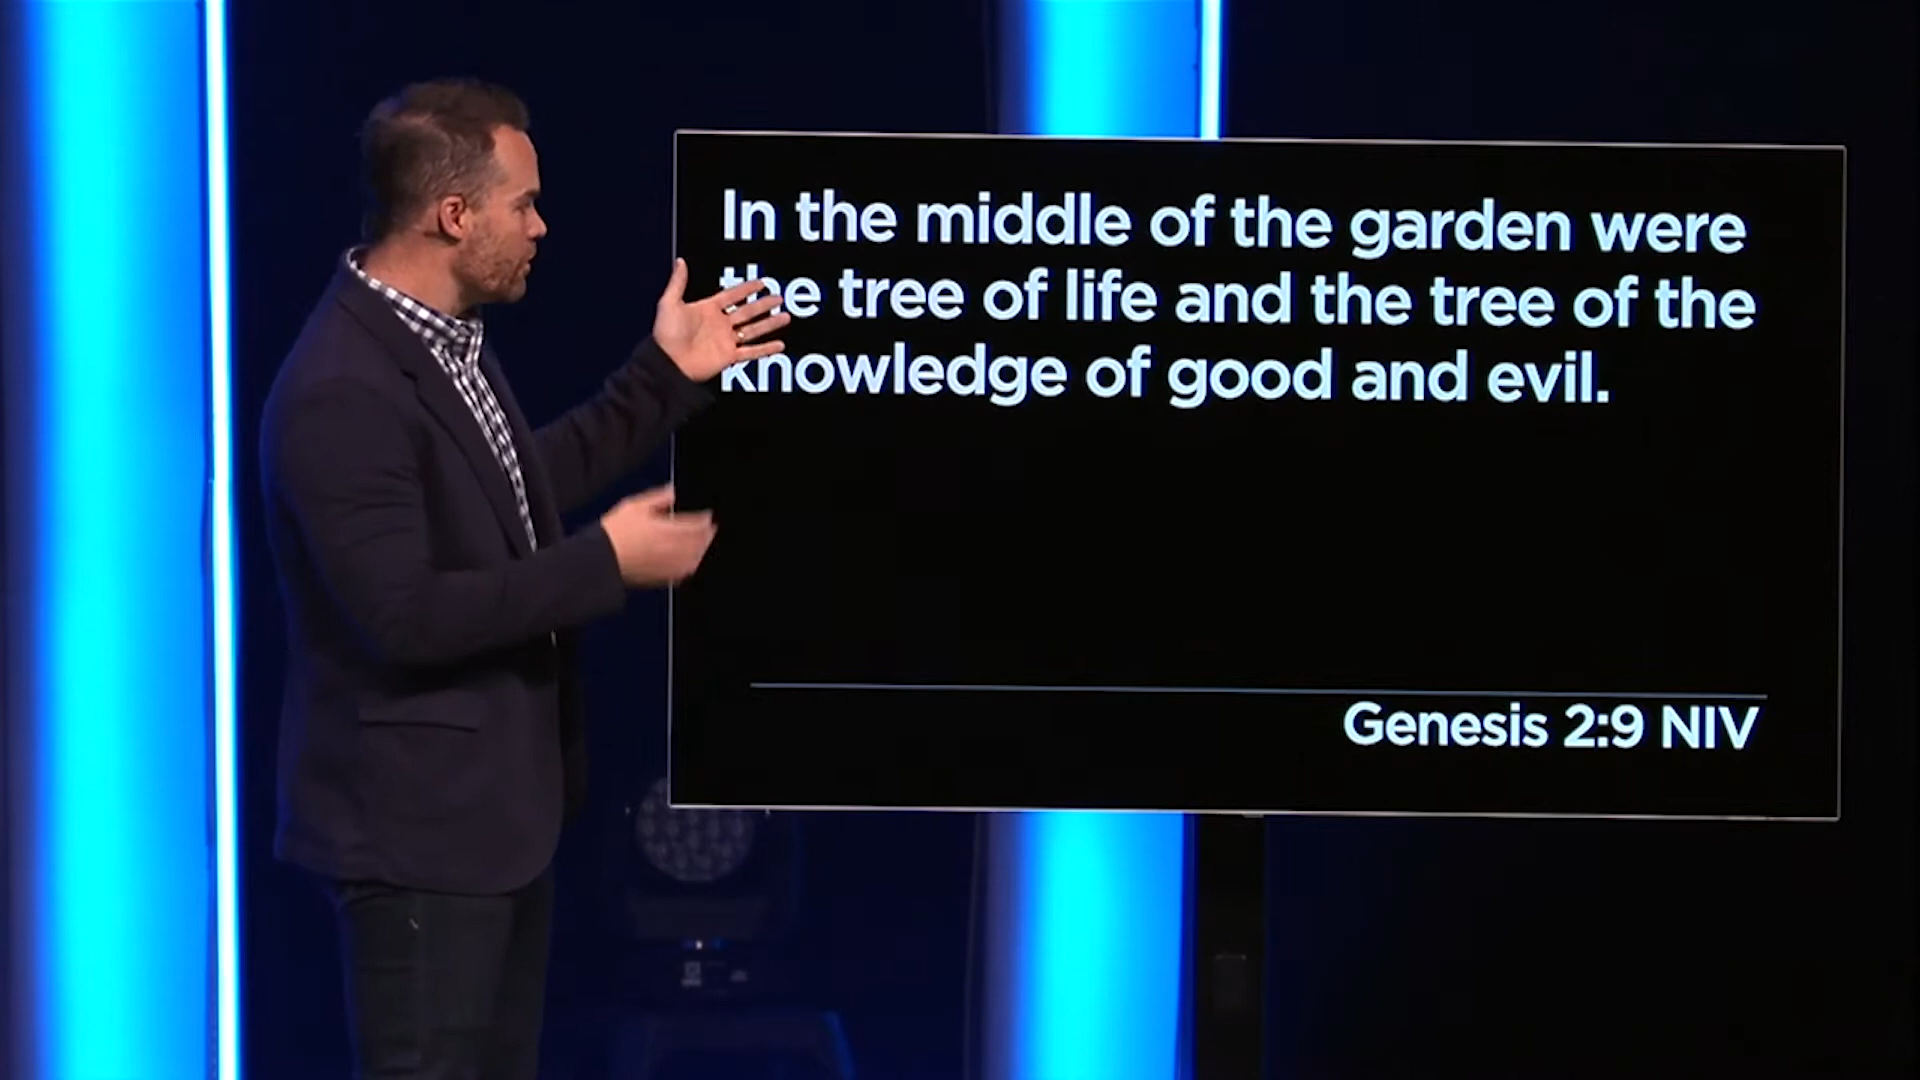 In the middle of the garden were
the tree of life and the tree of the
knowledge of good and evil.
Genesis 2:9 NIV